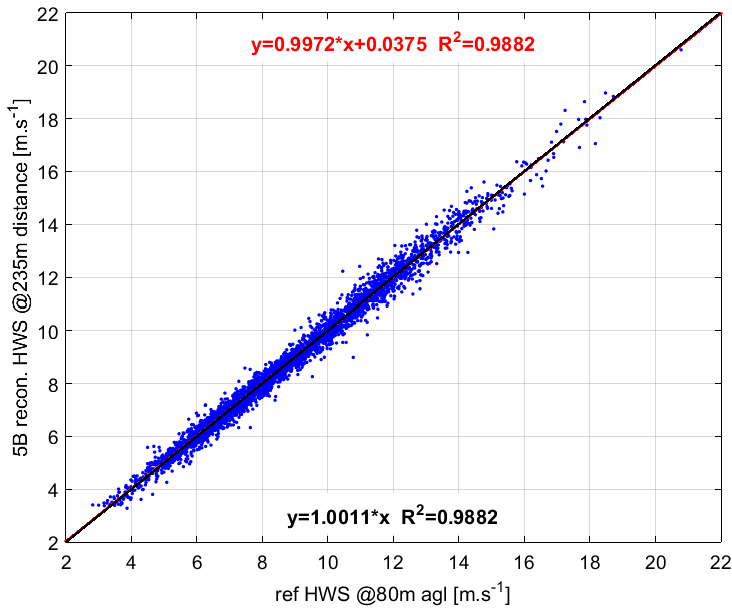 y=0.9972*x+0.0375 R²=0.9882
22
20
18
16
14
12
10
8
6
4
2
5B recon. HWS @235m distance [m.s⁻¹]
y=1.0011*x R²=0.9882
2 4 6 8 10 12 14 16 18 20 22
ref HWS @80m agl [m.s⁻¹]